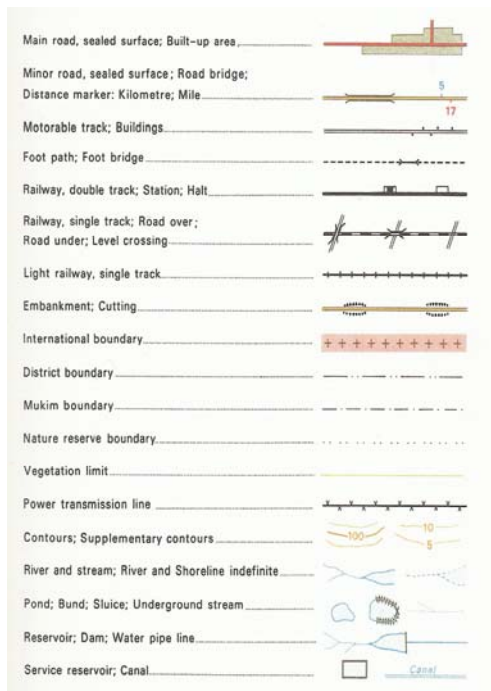 Main road, sealed surface; Built-up area
Minor road, sealed surface; Road bridge;
Distance marker: Kilometre; Mile
5
17
Motorable track; Buildings
Foot path; Foot bridge
Railway, double track; Station; Halt
Railway, single track; Road over;
Road under; Level crossing
Light railway, single track
Embankment; Cutting
International boundary
District boundary
Mukim boundary
Nature reserve boundary
Vegetation limit
Power transmission line
Contours; Supplementary contours
100
10
5
River and stream; River and Shoreline indefinite
Pond; Bund; Sluice; Underground stream
Reservoir; Dam; Water pipe line
Service reservoir; Canal
Canal